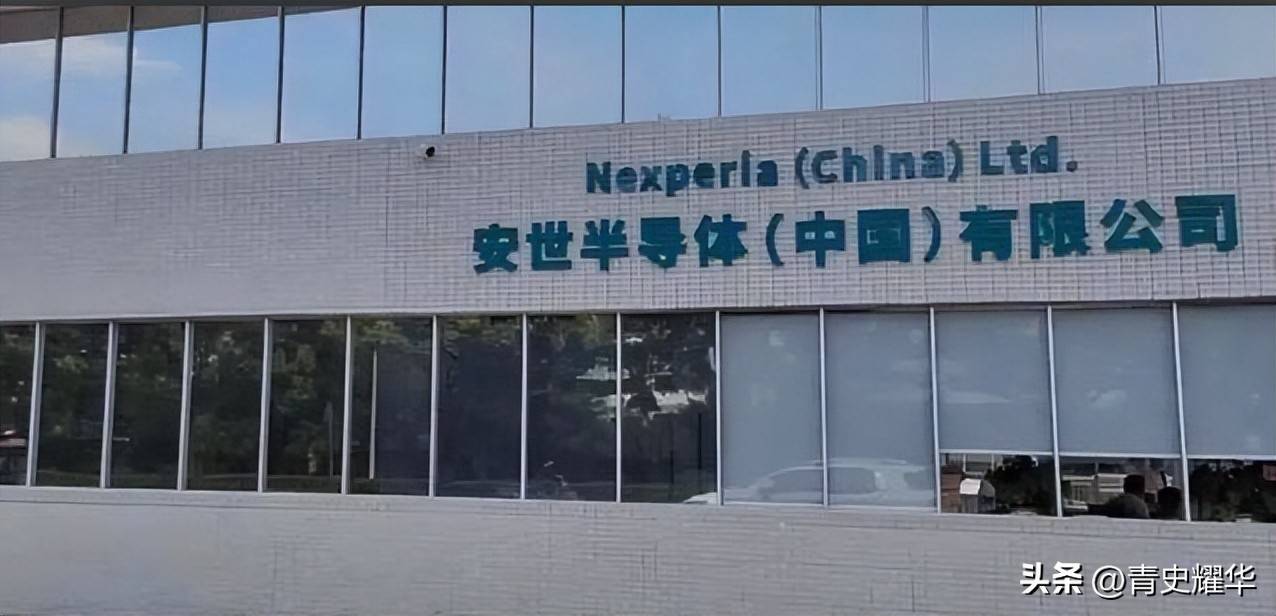 Nexperia (China) Ltd.
安世半导体(中国)有限公司
头条 @青史耀华